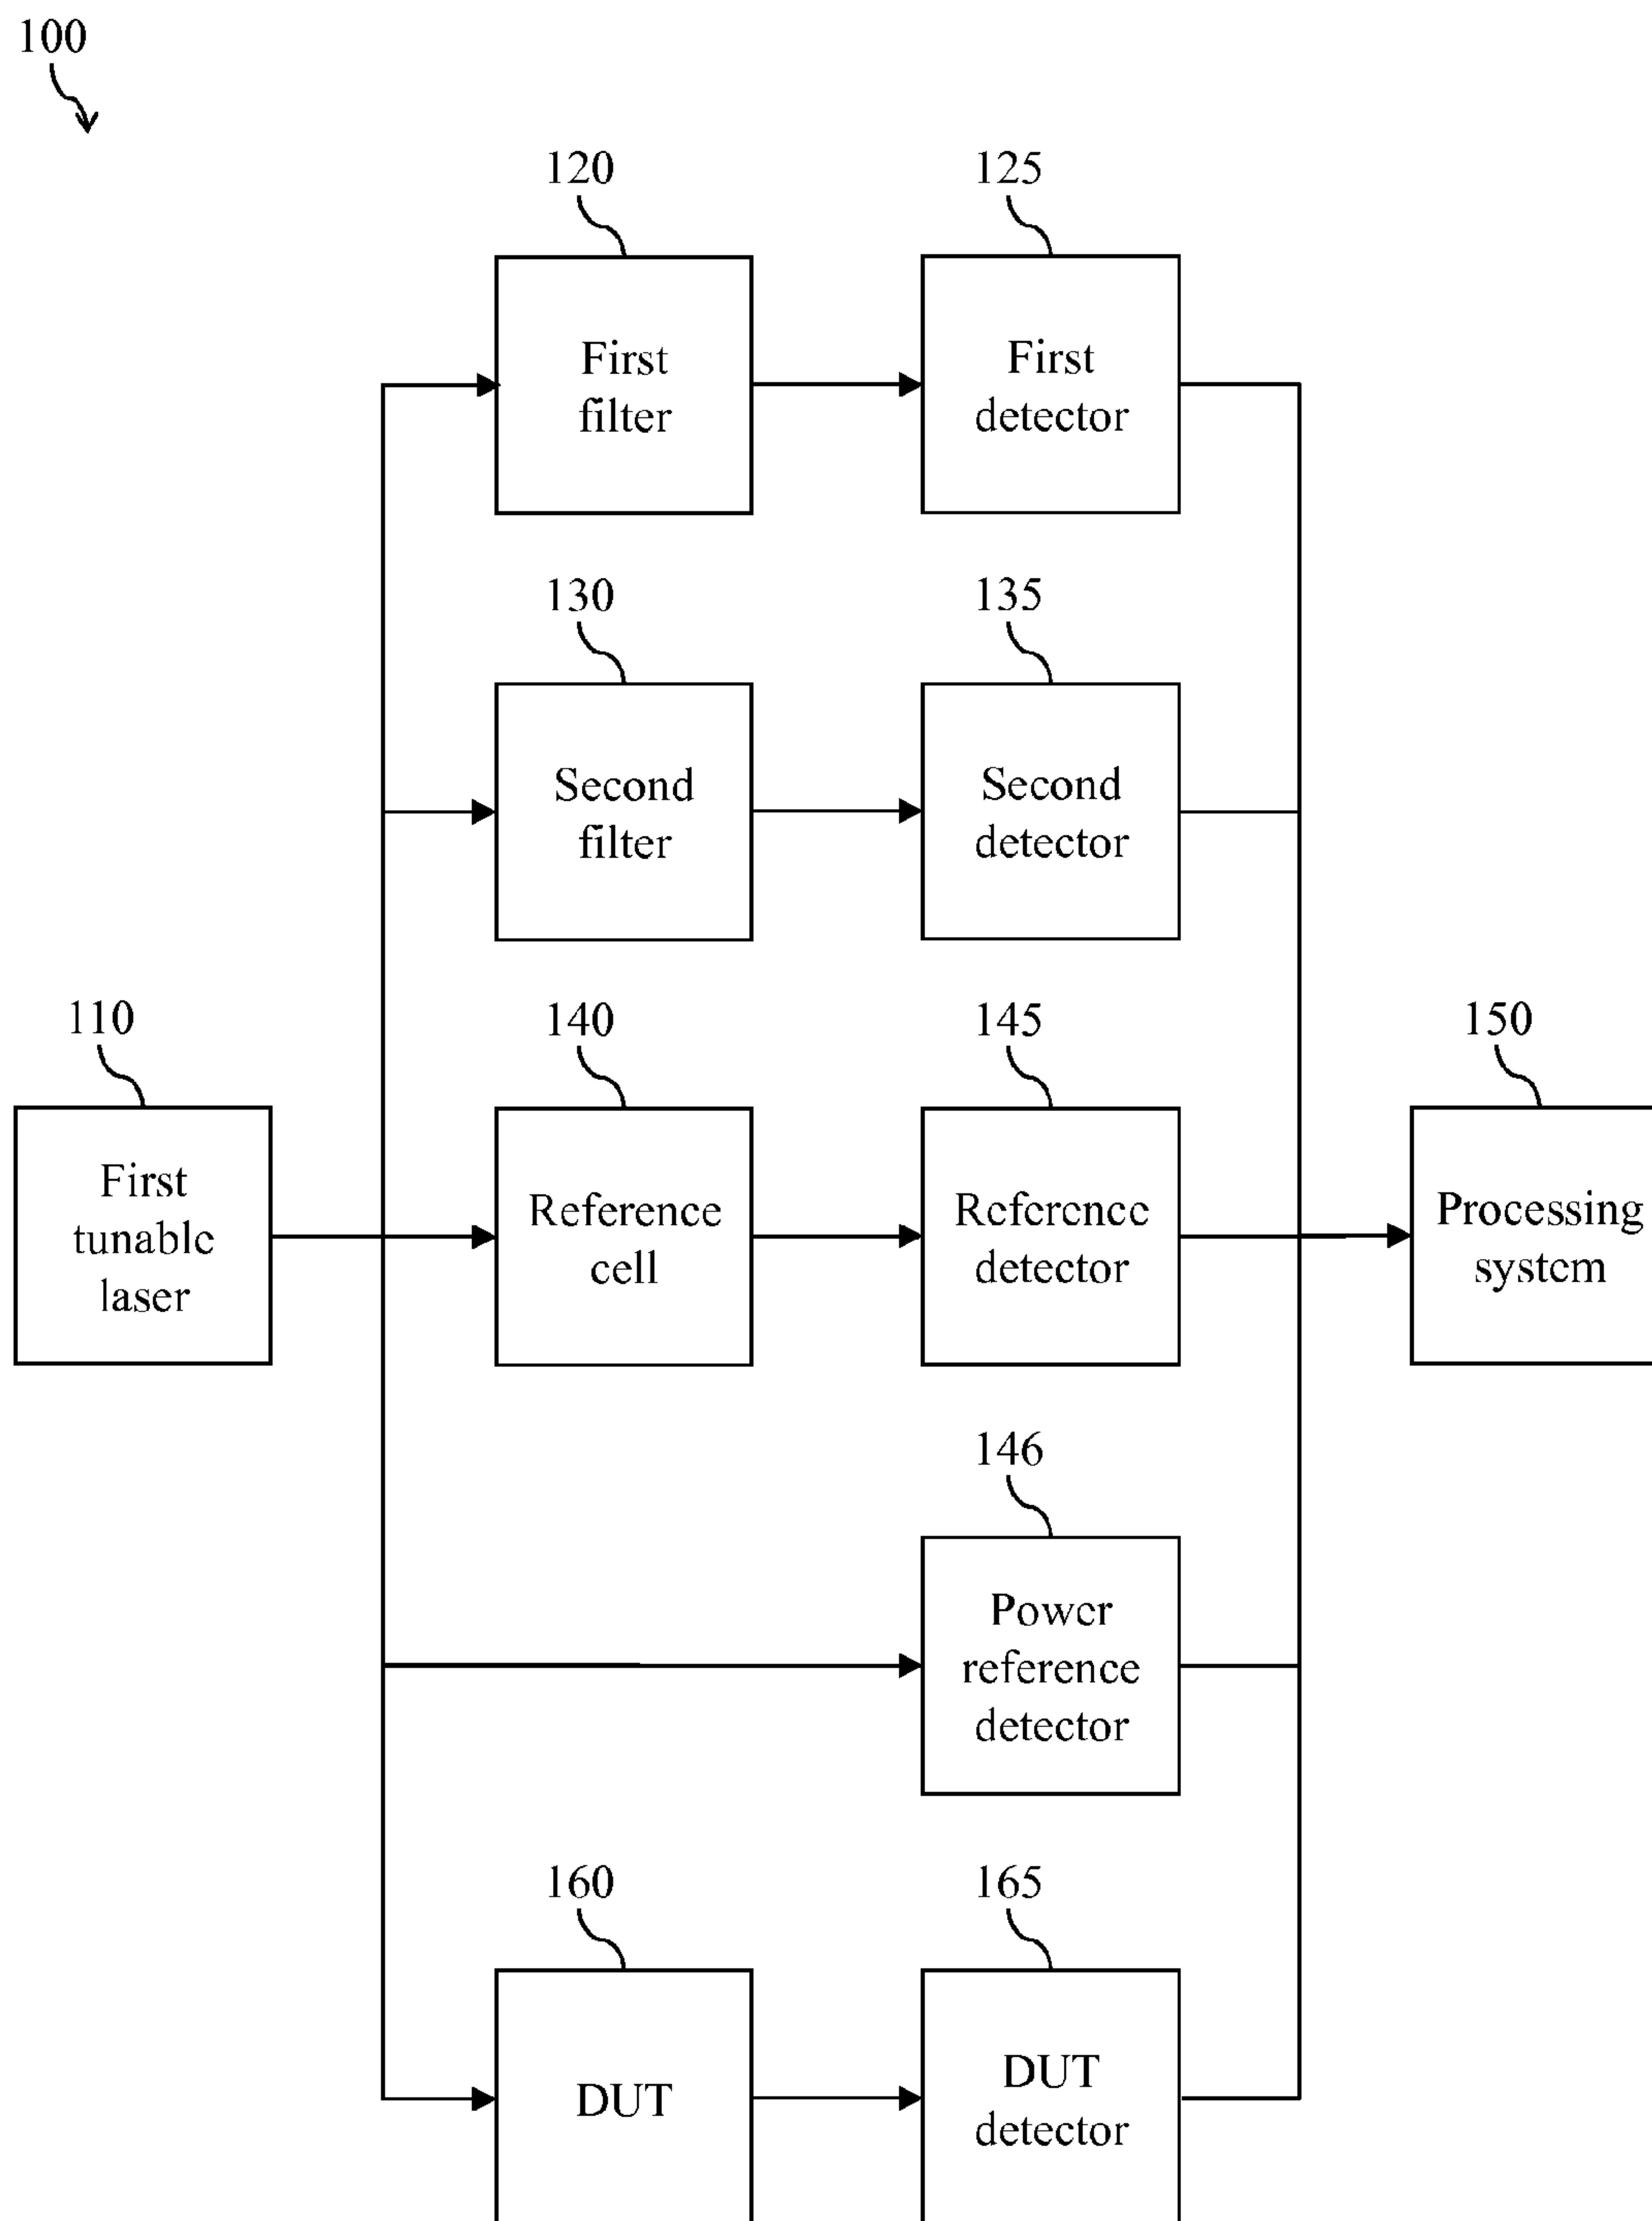 100
120
125
First
filter
First
detector
130
135
Second
filter
Second
detector
110
140
145
150
First
tunable
laser
Reference
cell
Reference
detector
Processing
system
146
Power
reference
detector
160
165
DUT
DUT
detector